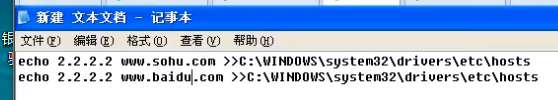 新建 文本文档 - 记事本
文件(F) 编辑(E) 格式(O) 查看(V) 帮助(H)
echo 2.2.2.2 www.sohu.com >>C:\WINDOWS\system32\drivers\etc\hosts
echo 2.2.2.2 www.baidu.com >>C:\WINDOWS\system32\drivers\etc\hosts